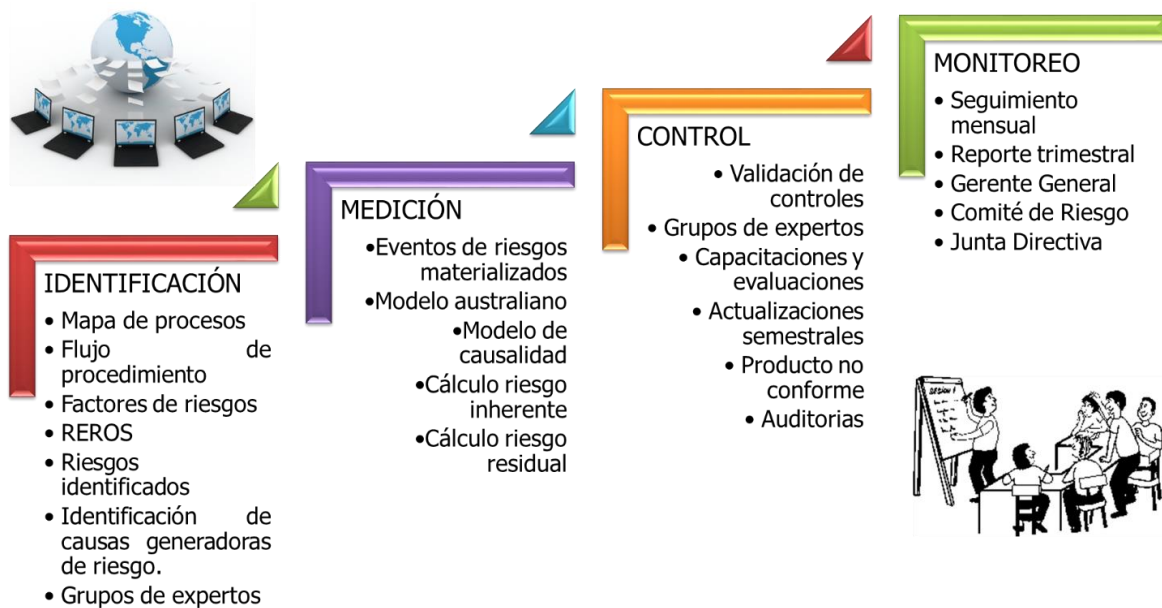 IDENTIFICACIÓN
• Mapa de procesos
• Flujo de
procedimiento
• Factores de riesgos
• REROS
• Riesgos
identificados
• Identificación de
causas generadoras
de riesgo.
• Grupos de expertos
MEDICIÓN
•Eventos de riesgos
materializados
•Modelo australiano
•Modelo de
causalidad
•Cálculo riesgo
inherente
•Cálculo riesgo
residual
CONTROL
• Validación de
controles
• Grupos de expertos
• Capacitaciones y
evaluaciones
• Actualizaciones
semestrales
• Producto no
conforme
• Auditorias
MONITOREO
• Seguimiento
mensual
• Reporte trimestral
• Gerente General
• Comité de Riesgo
• Junta Directiva